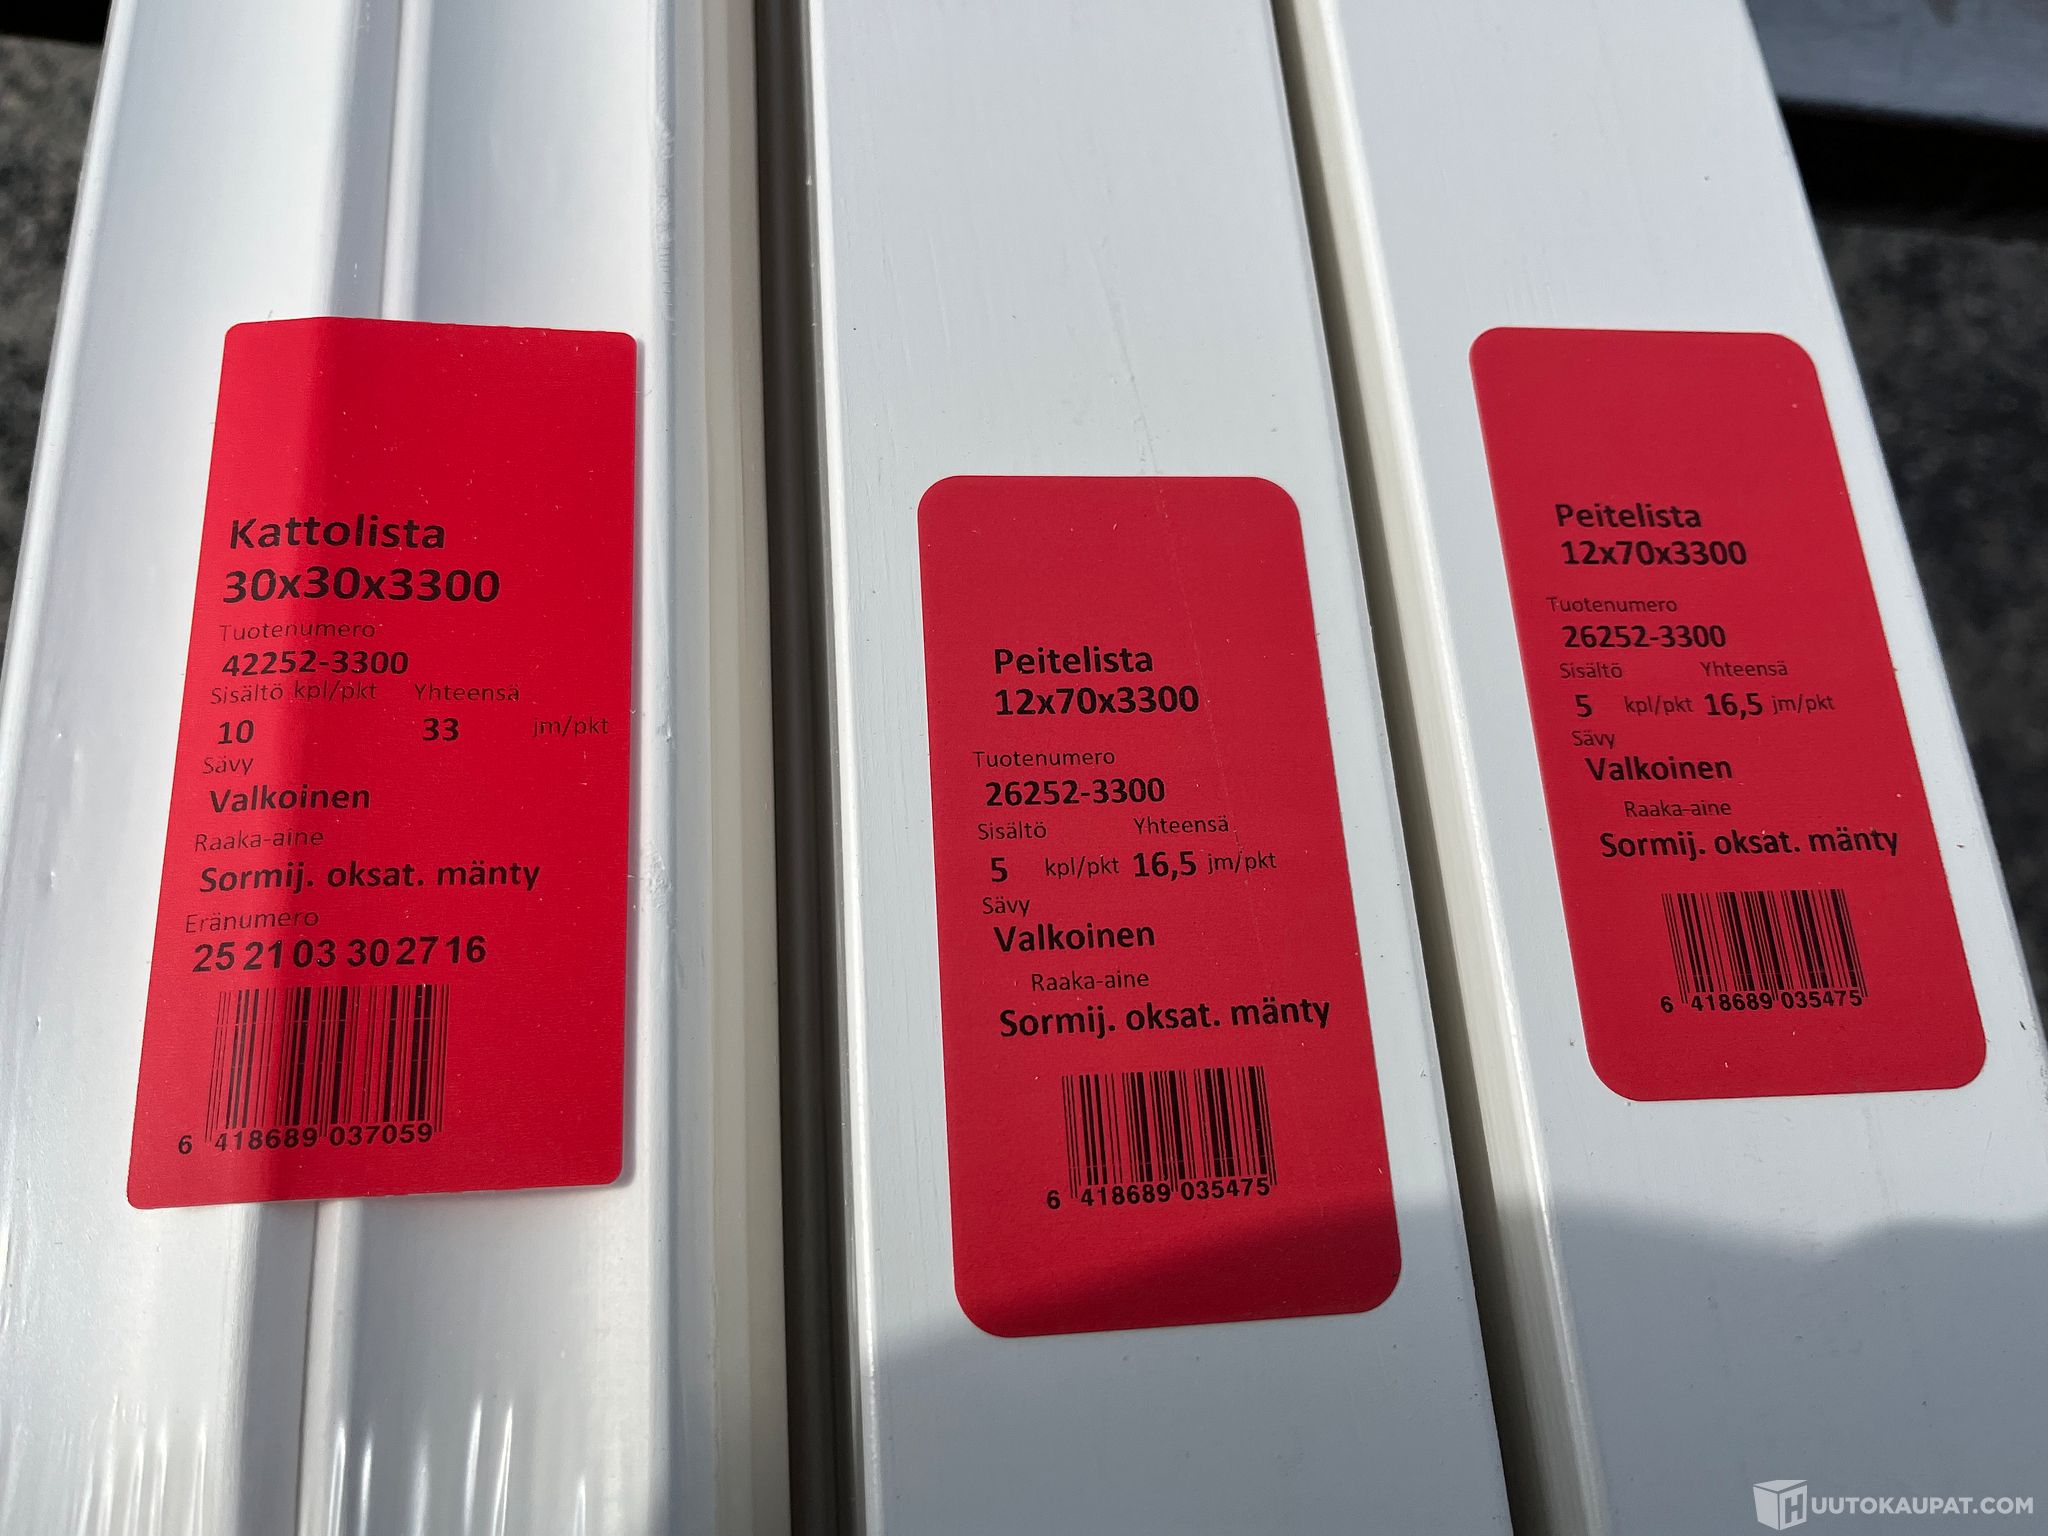 Kattolista
30x30x3300
Tuotenumero
42252-3300
Sisältö kpl/pkt Yhteensä
10 33 jm/pkt
Sävy
Valkoinen
Raaka-aine
Sormij. oksat. mänty
Eränumero
25 21 03 30 27 16
6 418689 037059
Peitelista
12x70x3300
Tuotenumero
26252-3300
Sisältö Yhteensä
5 kpl/pkt 16,5 jm/pkt
Sävy
Valkoinen
Raaka-aine
Sormij. oksat. mänty
6 418689 035475
Peitelista
12x70x3300
Tuotenumero
26252-3300
Sisältö Yhteensä
5 kpl/pkt 16,5 jm/pkt
Sävy
Valkoinen
Raaka-aine
Sormij. oksat. mänty
6 418689 035475
HUUTOKAUPAT.COM